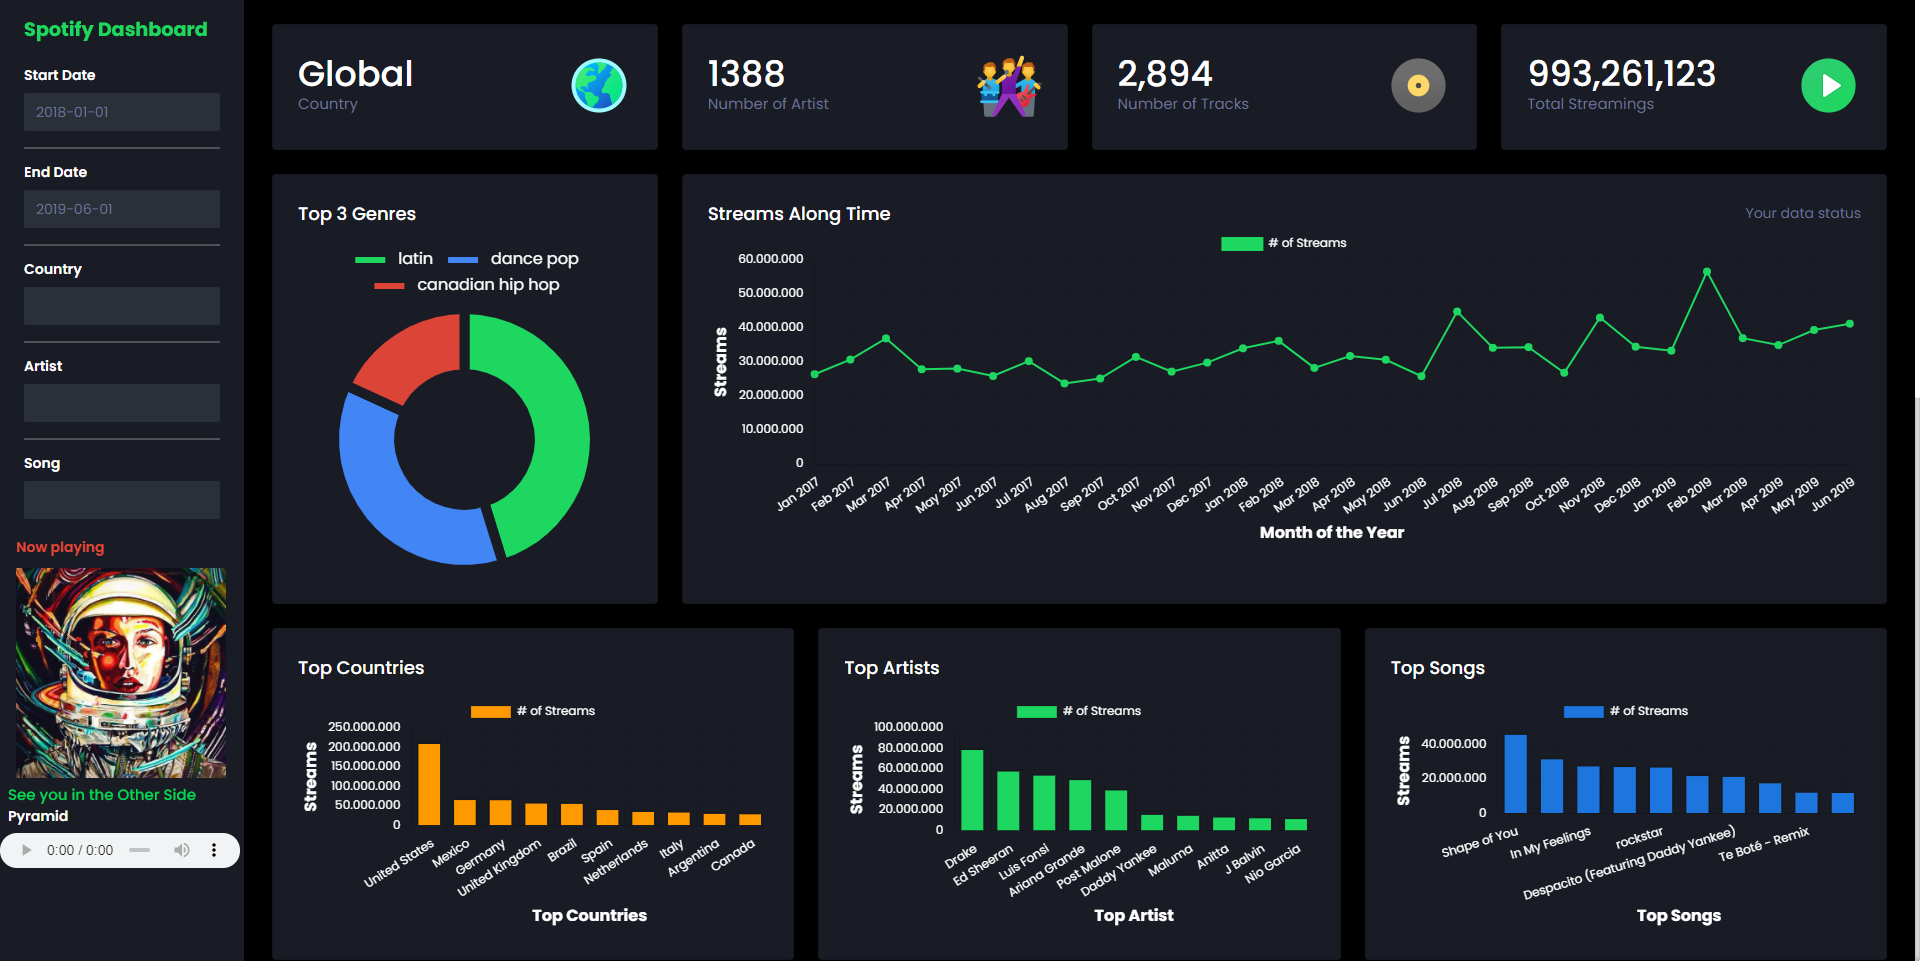 Spotify Dashboard
Start Date
2018-01-01
End Date
2019-06-01
Country
Artist
Song
Now playing
See you in the Other Side
Pyramid
0:00 / 0:00
Global
Country
1388
Number of Artist
2,894
Number of Tracks
993,261,123
Total Streamings
Top 3 Genres
latin
dance pop
canadian hip hop
Streams Along Time
Your data status
# of Streams
Streams
60.000.000
50.000.000
40.000.000
30.000.000
20.000.000
10.000.000
0
Jan 2017
Feb 2017
Mar 2017
Apr 2017
May 2017
Jun 2017
Jul 2017
Aug 2017
Sep 2017
Oct 2017
Nov 2017
Dec 2017
Jan 2018
Feb 2018
Mar 2018
Apr 2018
May 2018
Jun 2018
Jul 2018
Aug 2018
Sep 2018
Oct 2018
Nov 2018
Dec 2018
Jan 2019
Feb 2019
Mar 2019
Apr 2019
May 2019
Jun 2019
Month of the Year
Top Countries
# of Streams
Streams
250.000.000
200.000.000
150.000.000
100.000.000
50.000.000
0
United States
Mexico
Germany
United Kingdom
Brazil
Spain
Netherlands
Italy
Argentina
Canada
Top Countries
Top Artists
# of Streams
Streams
100.000.000
80.000.000
60.000.000
40.000.000
20.000.000
0
Drake
Ed Sheeran
Luis Fonsi
Ariana Grande
Post Malone
Daddy Yankee
Maluma
Anitta
J Balvin
Nio Garcia
Top Artist
Top Songs
# of Streams
Streams
40.000.000
20.000.000
0
Shape of You
In My Feelings
rockstar
Despacito (Featuring Daddy Yankee)
Te Boté - Remix
Top Songs